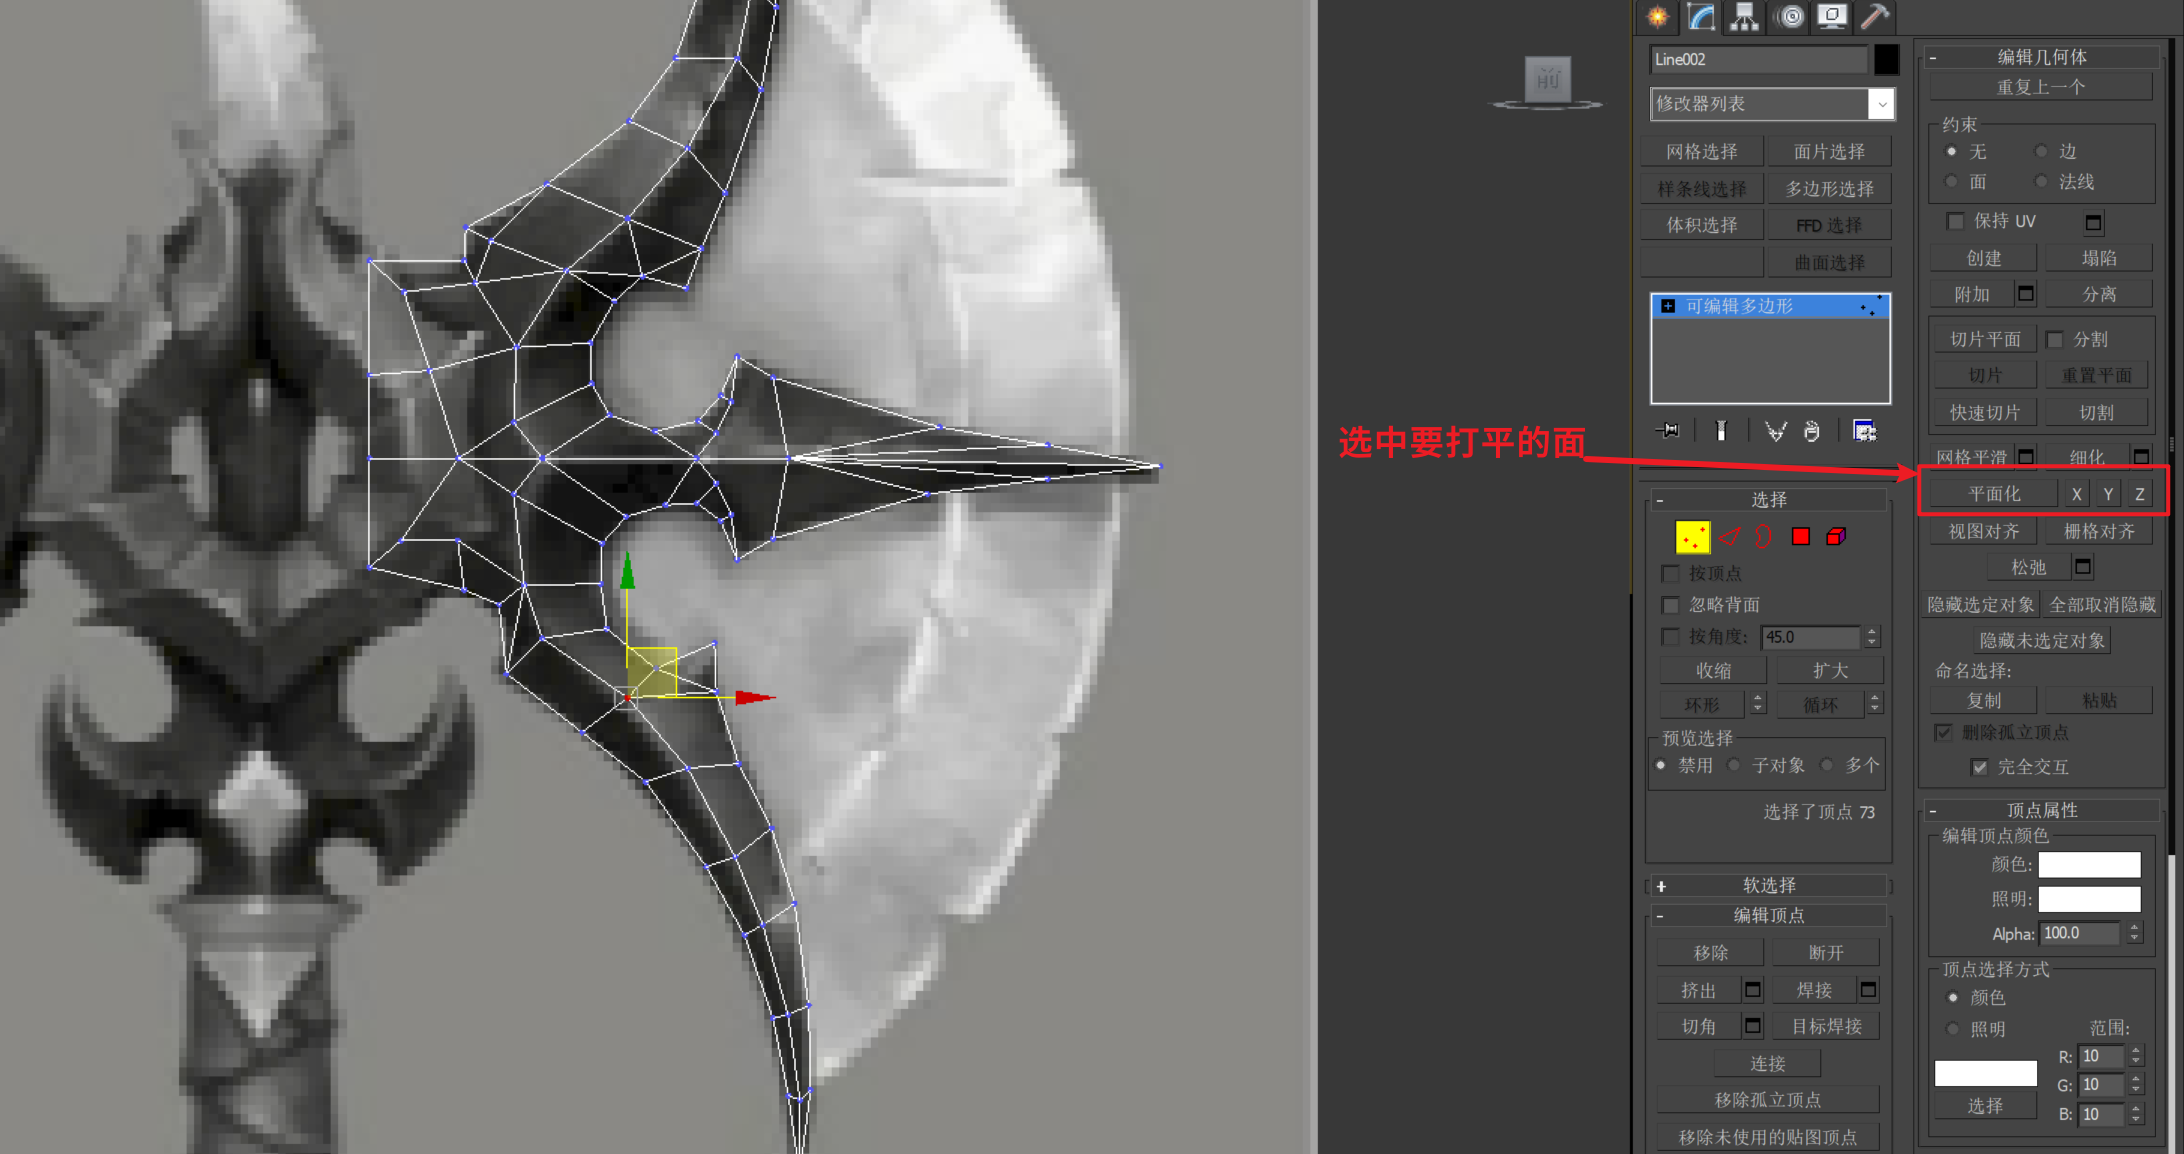 前
选中要打平的面
Line002
修改器列表
网格选择
面片选择
样条线选择
多边形选择
体积选择
FFD 选择
曲面选择
可编辑多边形
选择
按顶点
忽略背面
按角度:
45.0
收缩
扩大
环形
循环
预览选择
禁用
子对象
多个
选择了顶点 73
软选择
编辑顶点
移除
断开
挤出
焊接
切角
目标焊接
连接
移除孤立顶点
移除未使用的贴图顶点
编辑几何体
重复上一个
约束
无
边
面
法线
保持 UV
创建
塌陷
附加
分离
切片平面
分割
切片
重置平面
快速切片
切割
网格平滑
细化
平面化
X
Y
Z
视图对齐
栅格对齐
松弛
隐藏选定对象
全部取消隐藏
隐藏未选定对象
命名选择:
复制
粘贴
删除孤立顶点
完全交互
顶点属性
编辑顶点颜色
颜色:
照明:
Alpha: 100.0
顶点选择方式
颜色
照明
范围:
R: 10
G: 10
选择
B: 10